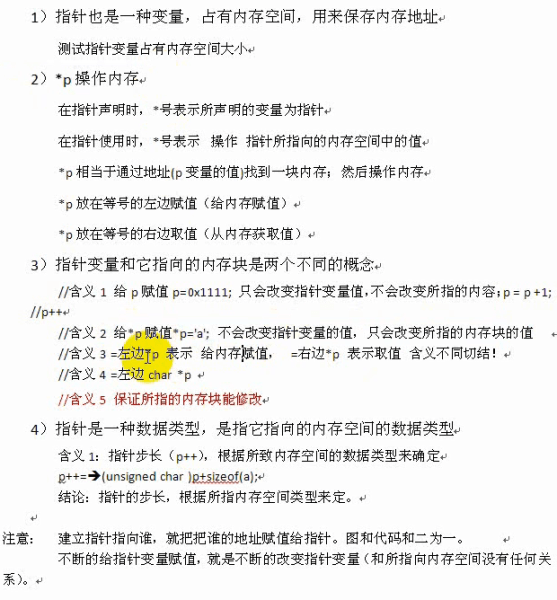 1）指针也是一种变量，占有内存空间，用来保存内存地址
测试指针变量占有内存空间大小
2）*p 操作内存
在指针声明时，*号表示所声明的变量为指针
在指针使用时，*号表示 操作 指针所指向的内存空间中的值
*p 相当于通过地址(p 变量的值)找到一块内存；然后操作内存
*p 放在等号的左边赋值（给内存赋值）
*p 放在等号的右边取值（从内存获取值）
3）指针变量和它指向的内存块是两个不同的概念
//含义 1 给 p 赋值 p=0x1111; 只会改变指针变量值,不会改变所指的内容;p = p +1;
//p++
//含义 2 给*p 赋值*p='a'; 不会改变指针变量的值，只会改变所指的内存块的值
//含义 3 =左边*p 表示 给内存赋值， =右边*p 表示取值 含义不同切结！
//含义 4 =左边 char *p
//含义 5 保证所指的内存块能修改
4）指针是一种数据类型，是指它指向的内存空间的数据类型
含义 1：指针步长（p++），根据所致内存空间的数据类型来确定
p++=➔(unsigned char )p+sizeof(a);
结论：指针的步长，根据所指内存空间类型来定。
注意： 建立指针指向谁，就把把谁的地址赋值给指针。图和代码和二为一。
不断的给指针变量赋值，就是不断的改变指针变量（和所指向内存空间没有任何关
系）。